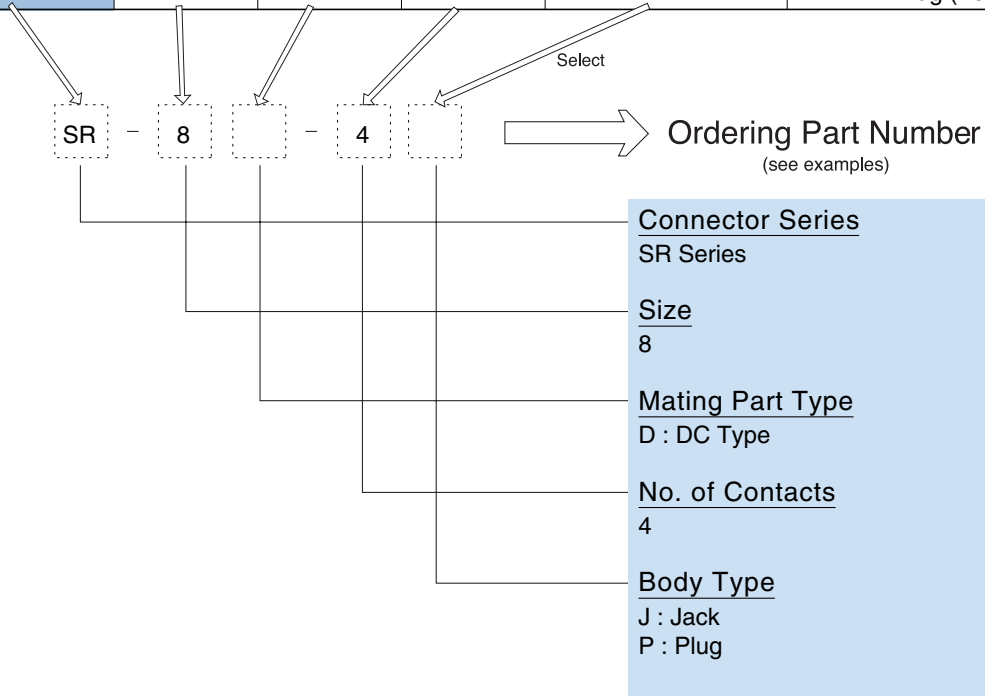 Select
SR - 8 - 4
Ordering Part Number
(see examples)
Connector Series
SR Series
Size
8
Mating Part Type
D : DC Type
No. of Contacts
4
Body Type
J : Jack
P : Plug